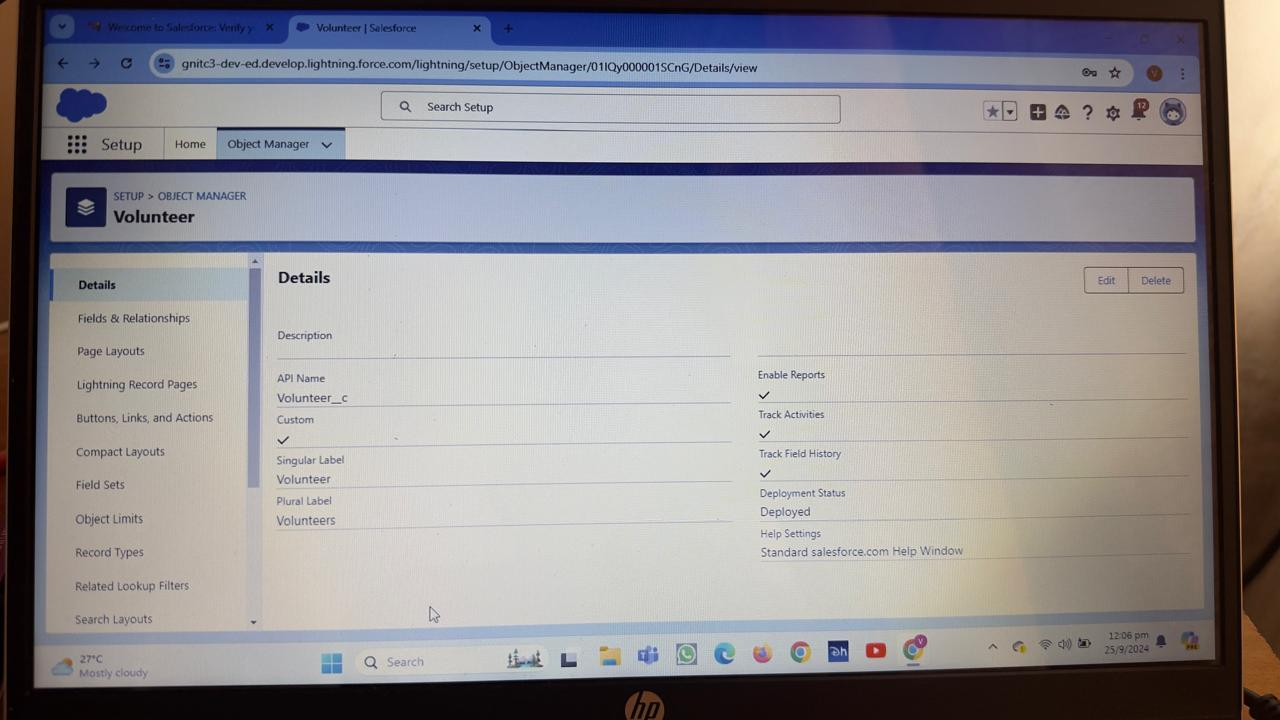 Welcome to Salesforce: Verify y
Volunteer | Salesforce
gnitc3-dev-ed.develop.lightning.force.com/lightning/setup/ObjectManager/01IQy000001SCnG/Details/view
V
Search Setup
12
Setup
Home
Object Manager
SETUP > OBJECT MANAGER
Volunteer
Details
Fields & Relationships
Page Layouts
Lightning Record Pages
Buttons, Links, and Actions
Compact Layouts
Field Sets
Object Limits
Record Types
Related Lookup Filters
Search Layouts
Details
Edit
Delete
Description
API Name
Volunteer__c
Custom
Singular Label
Volunteer
Plural Label
Volunteers
Enable Reports
Track Activities
Track Field History
Deployment Status
Deployed
Help Settings
Standard salesforce.com Help Window
27°C
Mostly cloudy
Search
Dh
V
12:06 pm
25/9/2024
PRE
hp